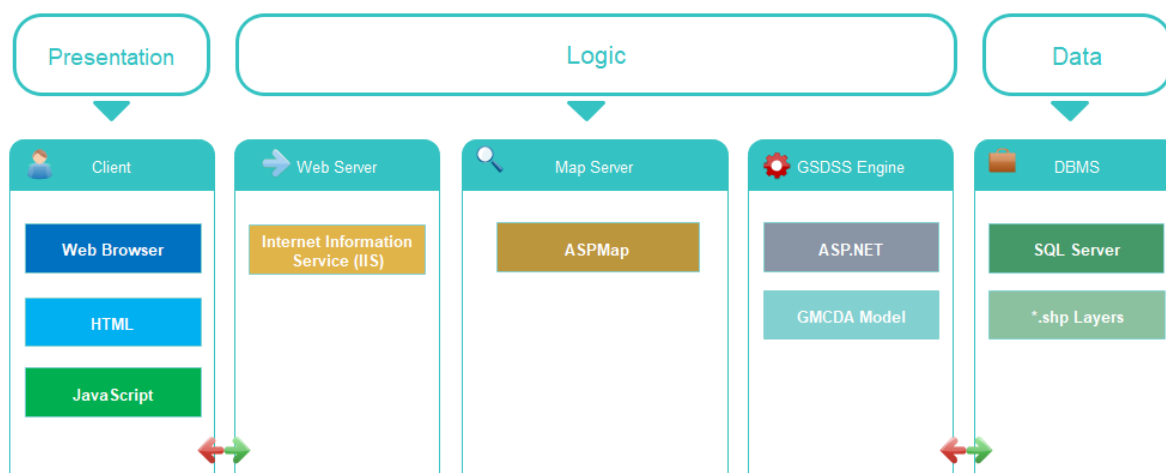 Presentation
Logic
Data
Client
Web Server
Map Server
GSDSS Engine
DBMS
Web Browser
HTML
JavaScript
Internet Information
Service (IIS)
ASPMap
ASP.NET
GMCDA Model
SQL Server
*.shp Layers